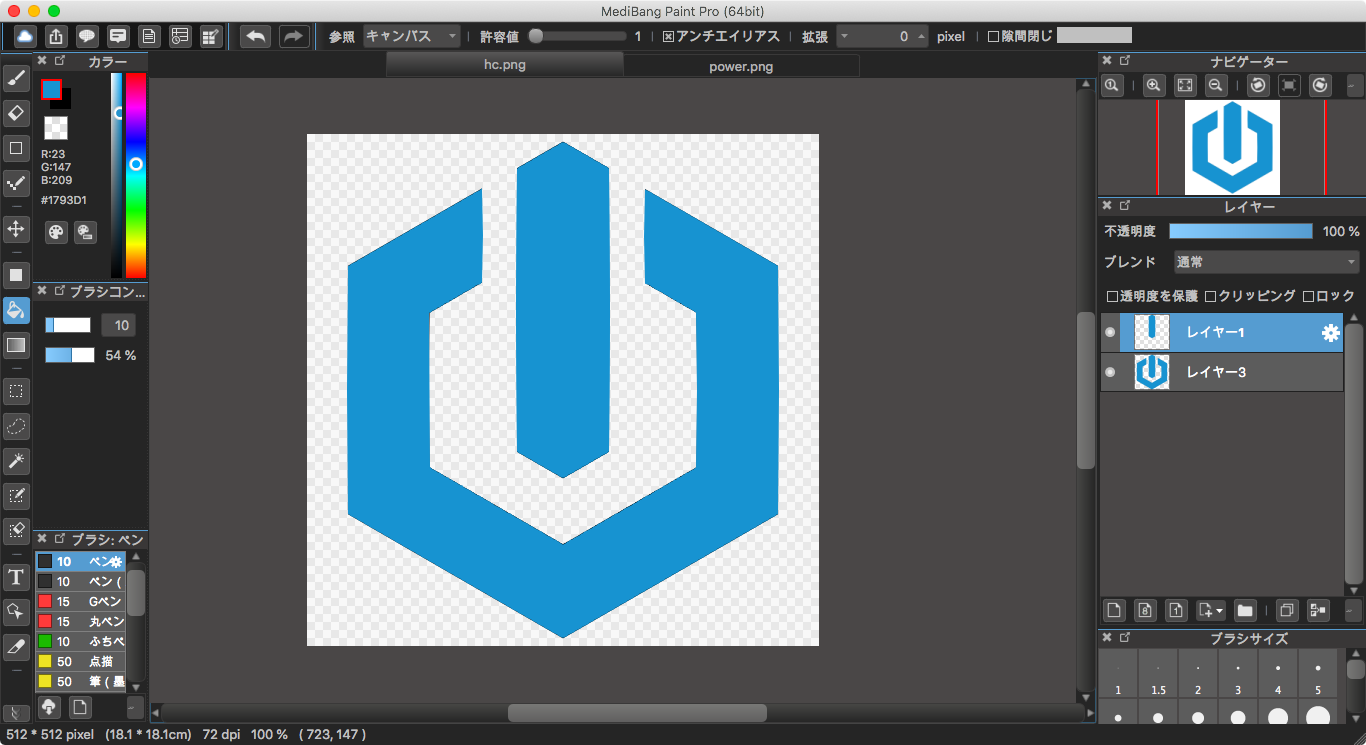 MediBang Paint Pro (64bit)
参照 キャンバス 許容値 1 アンチエイリアス 拡張 0 pixel 隙間閉じ
カラー
hc.png
power.png
ナビゲーター
R:23
G:147
B:209
#1793D1
レイヤー
不透明度 100 %
ブレンド 通常
透明度を保護 クリッピング ロック
ブラシコン...
10
54 %
レイヤー1
レイヤー3
ブラシ: ペン
10 ペン
10 ペン (
15 Gペン
15 丸ペン
10 ふちペ
50 点描
50 筆 ( 墨
T
8
1
ブラシサイズ
1 1.5 2 3 4 5
512 * 512 pixel (18.1 * 18.1cm) 72 dpi 100 % ( 723, 147 )